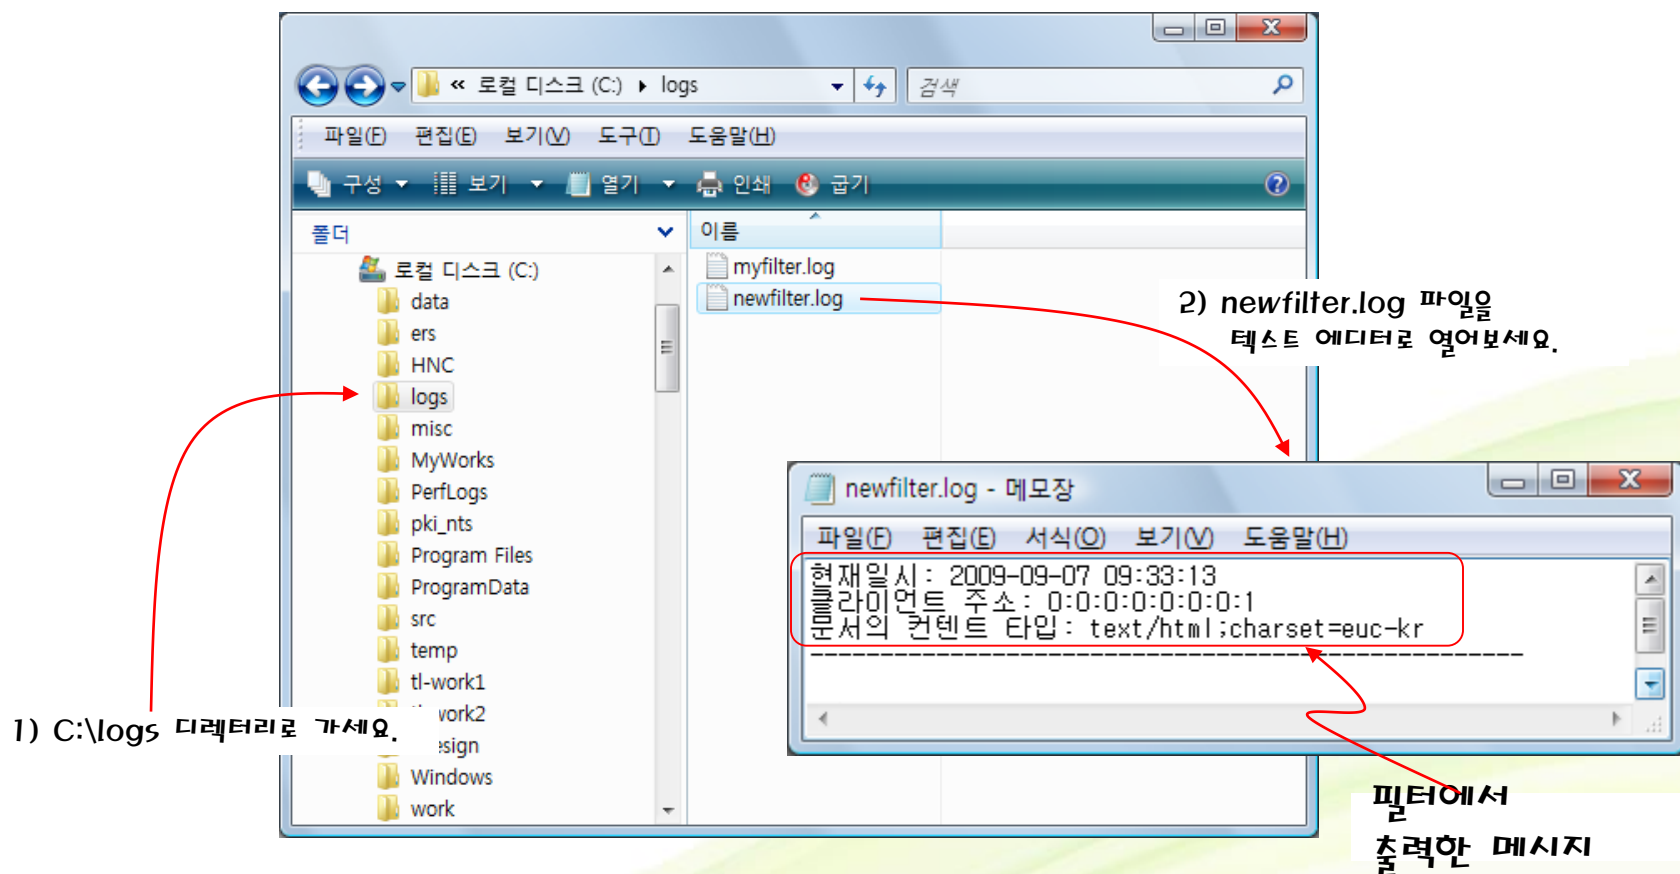 « 로컬 디스크 (C:) ▸ logs
검색
파일(F) 편집(E) 보기(V) 도구(T) 도움말(H)
구성 보기 열기 인쇄 굽기
폴더
이름
로컬 디스크 (C:)
data
ers
HNC
logs
misc
MyWorks
PerfLogs
pki_nts
Program Files
ProgramData
src
temp
tl-work1
work2
esign
Windows
work
myfilter.log
newfilter.log
1) C:\logs 디렉터리로 가세요.
2) newfilter.log 파일을
텍스트 에디터로 열어보세요.
newfilter.log - 메모장
파일(F) 편집(E) 서식(O) 보기(V) 도움말(H)
현재일시: 2009-09-07 09:33:13
클라이언트 주소: 0:0:0:0:0:0:0:1
문서의 컨텐트 타입: text/html;charset=euc-kr
------------------------------------------------------------
필터에서
출력한 메시지